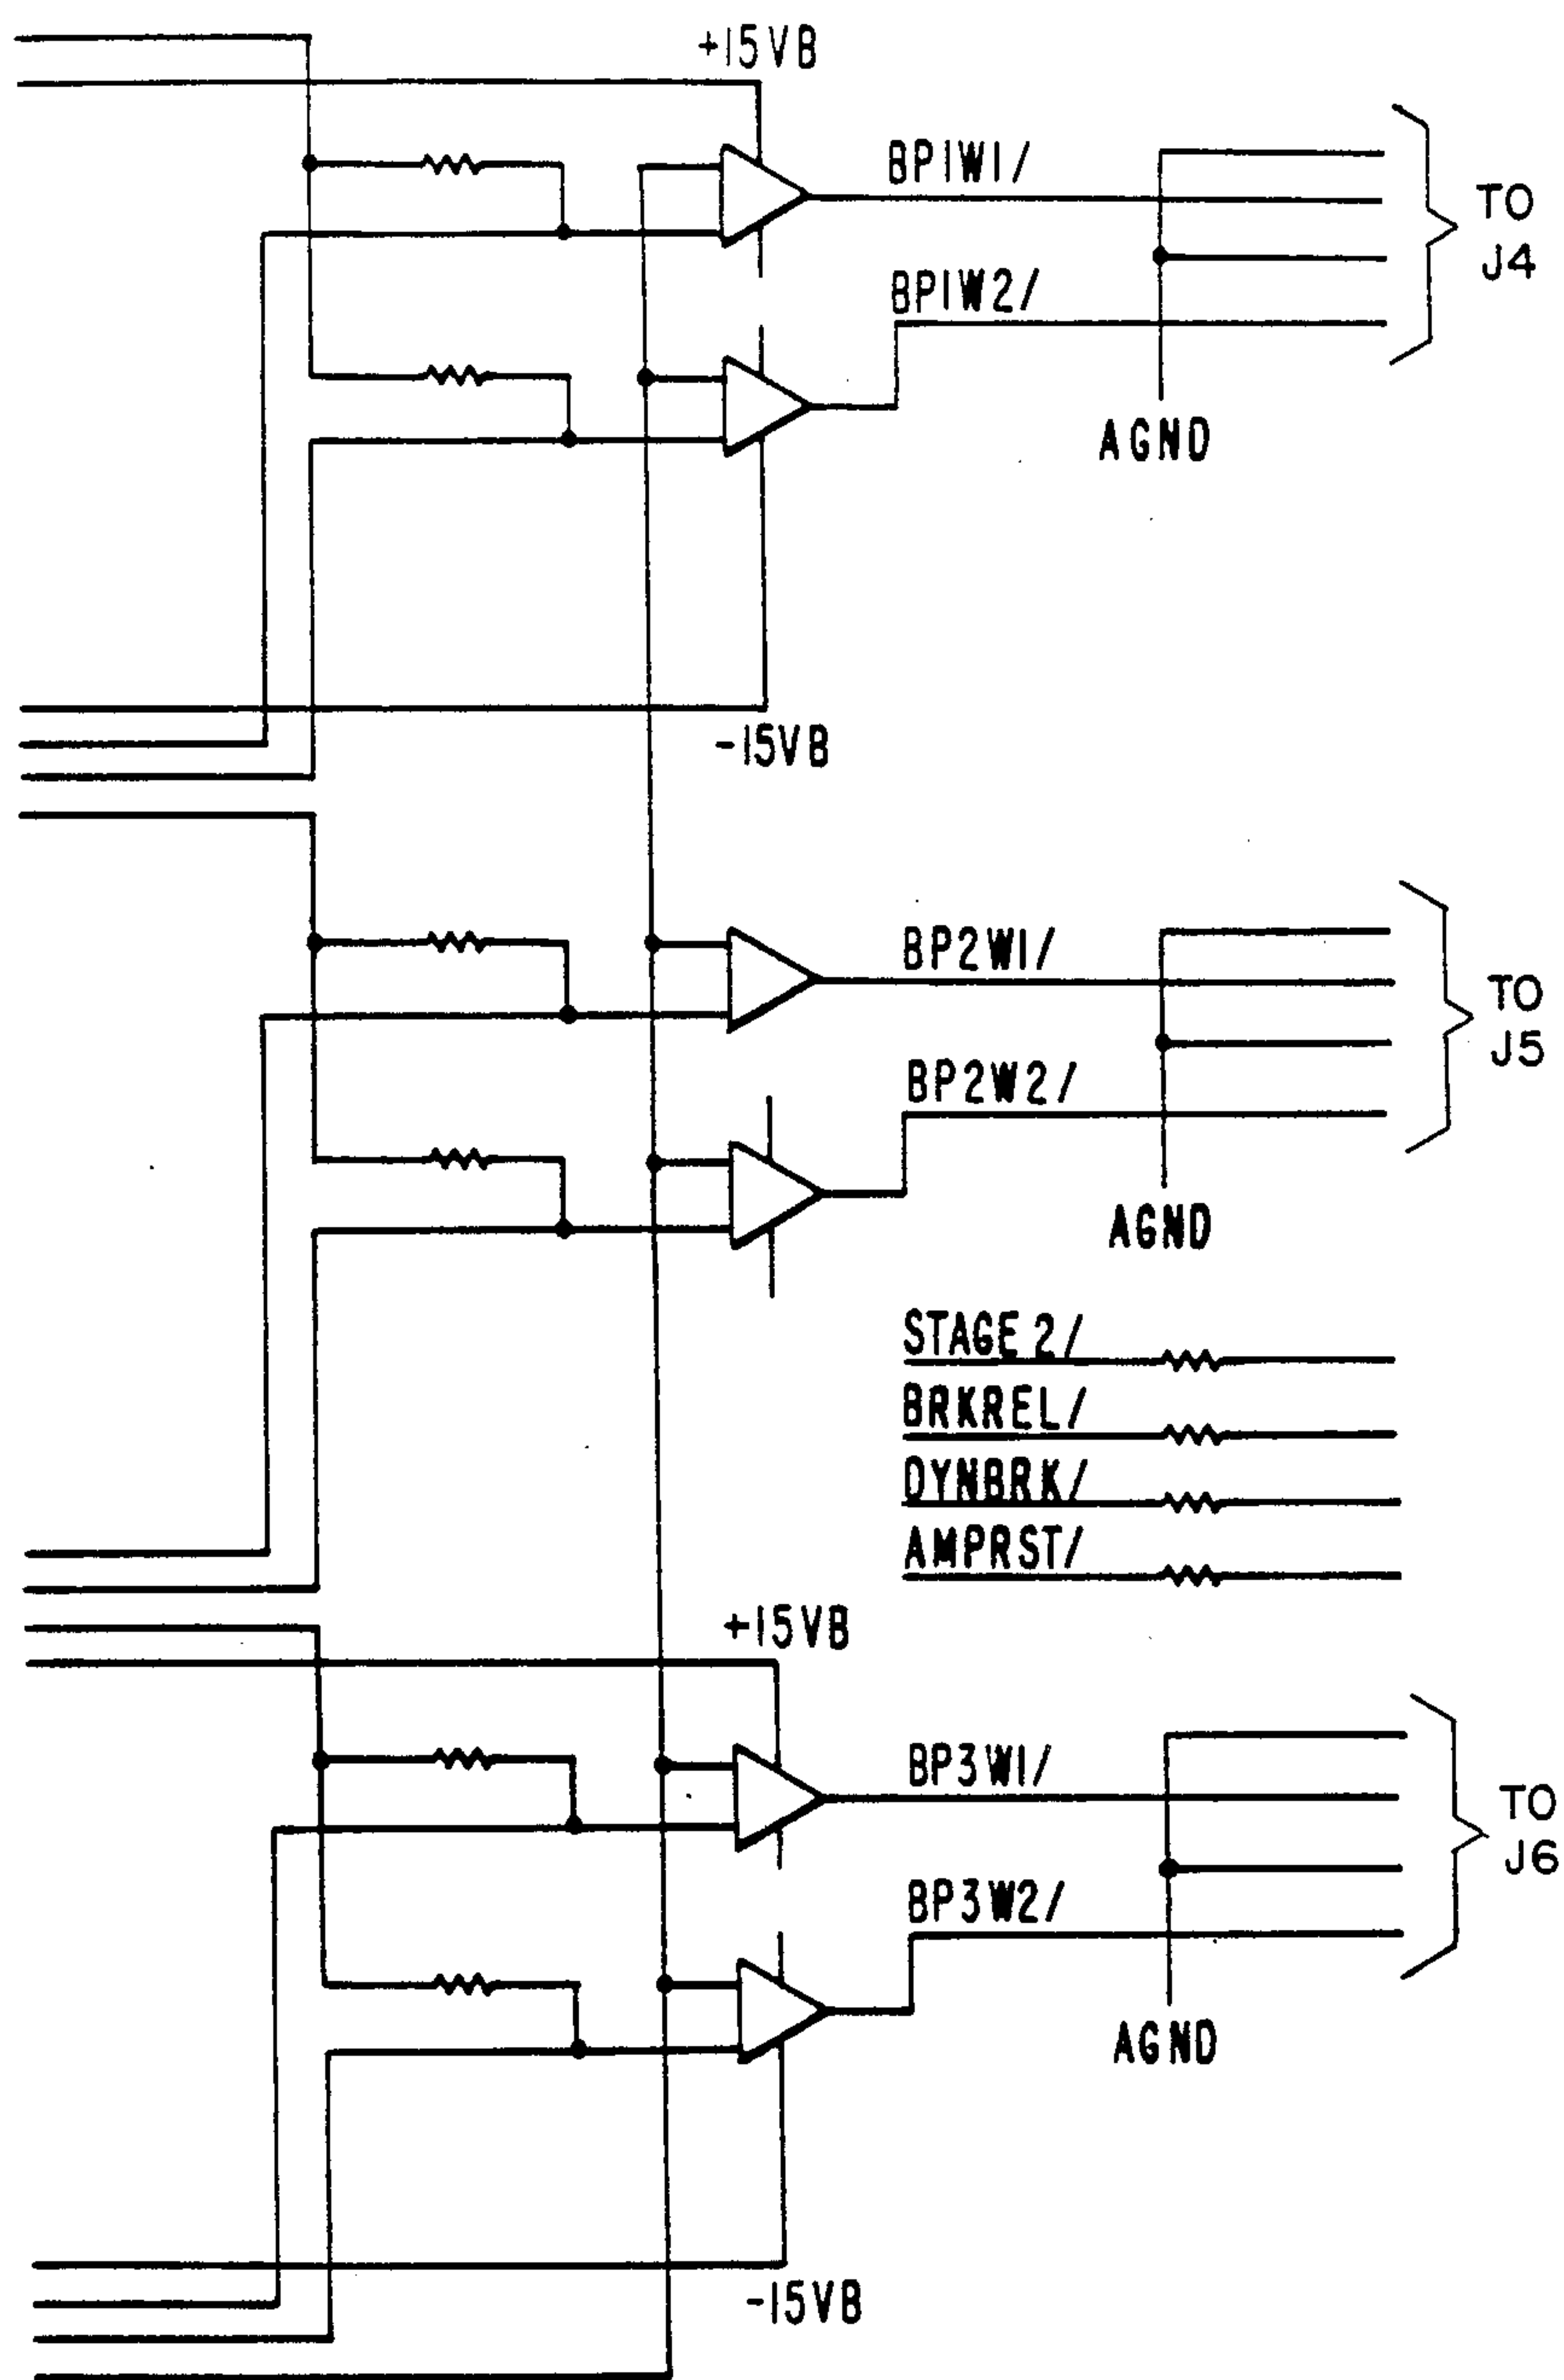 +15VB
BP1W1/
TO
J4
BP1W2/
AGND
-15VB
BP2W1/
TO
J5
BP2W2/
AGND
STAGE 2/
BRKREL/
DYNBRK/
AMPRST/
+15VB
BP3W1/
TO
J6
BP3W2/
AGND
-15VB